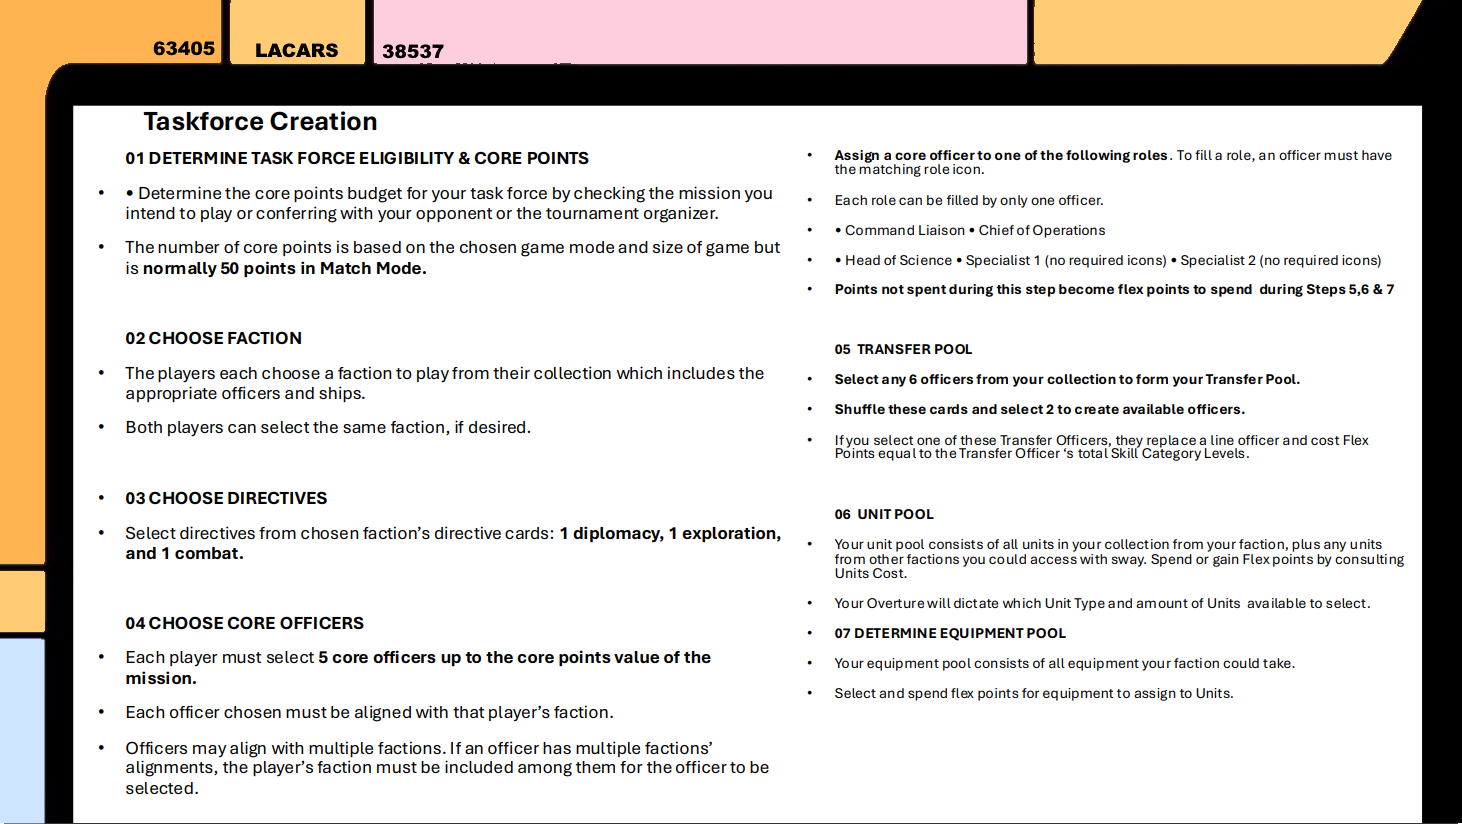 63405
LACARS
38537
Taskforce Creation
01 DETERMINE TASK FORCE ELIGIBILITY & CORE POINTS
• • Determine the core points budget for your task force by checking the mission you
intend to play or conferring with your opponent or the tournament organizer.
• The number of core points is based on the chosen game mode and size of game but
is normally 50 points in Match Mode.
02 CHOOSE FACTION
• The players each choose a faction to play from their collection which includes the
appropriate officers and ships.
• Both players can select the same faction, if desired.
• 03 CHOOSE DIRECTIVES
• Select directives from chosen faction's directive cards: 1 diplomacy, 1 exploration,
and 1 combat.
04 CHOOSE CORE OFFICERS
• Each player must select 5 core officers up to the core points value of the
mission.
• Each officer chosen must be aligned with that player's faction.
• Officers may align with multiple factions. If an officer has multiple factions'
alignments, the player's faction must be included among them for the officer to be
selected.
• Assign a core officer to one of the following roles. To fill a role, an officer must have
the matching role icon.
• Each role can be filled by only one officer.
• • Command Liaison • Chief of Operations
• • Head of Science • Specialist 1 (no required icons) • Specialist 2 (no required icons)
• Points not spent during this step become flex points to spend during Steps 5,6 & 7
05 TRANSFER POOL
• Select any 6 officers from your collection to form your Transfer Pool.
• Shuffle these cards and select 2 to create available officers.
• If you select one of these Transfer Officers, they replace a line officer and cost Flex
Points equal to the Transfer Officer 's total Skill Category Levels.
06 UNIT POOL
• Your unit pool consists of all units in your collection from your faction, plus any units
from other factions you could access with sway. Spend or gain Flex points by consulting
Units Cost.
• Your Overture will dictate which Unit Type and amount of Units available to select.
• 07 DETERMINE EQUIPMENT POOL
• Your equipment pool consists of all equipment your faction could take.
• Select and spend flex points for equipment to assign to Units.